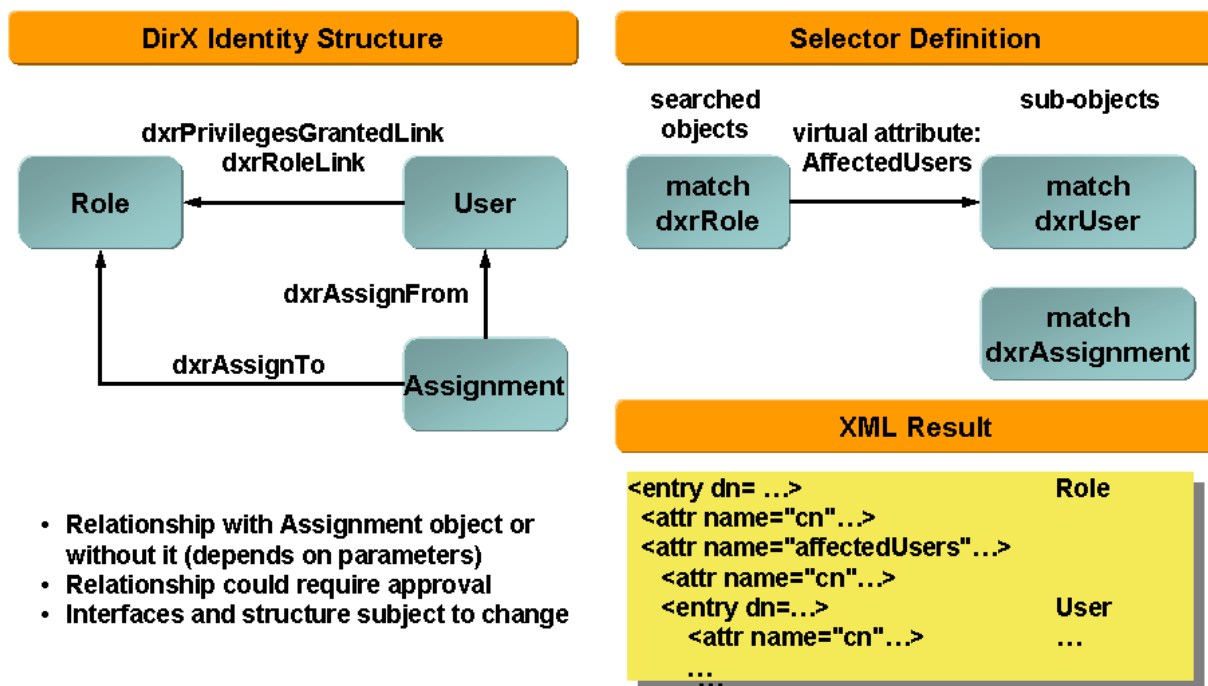 DirX Identity Structure
dxrPrivilegesGrantedLink
dxrRoleLink
Role
User
dxrAssignFrom
dxrAssignTo
Assignment
• Relationship with Assignment object or
without it (depends on parameters)
• Relationship could require approval
• Interfaces and structure subject to change
Selector Definition
searched
objects
virtual attribute:
AffectedUsers
sub-objects
match
dxrRole
match
dxrUser
match
dxrAssignment
XML Result
<entry dn= …> Role
<attr name="cn"…>
<attr name="affectedUsers"…>
<attr name="cn"…>
<entry dn=…> User
<attr name="cn"…> …
…
…